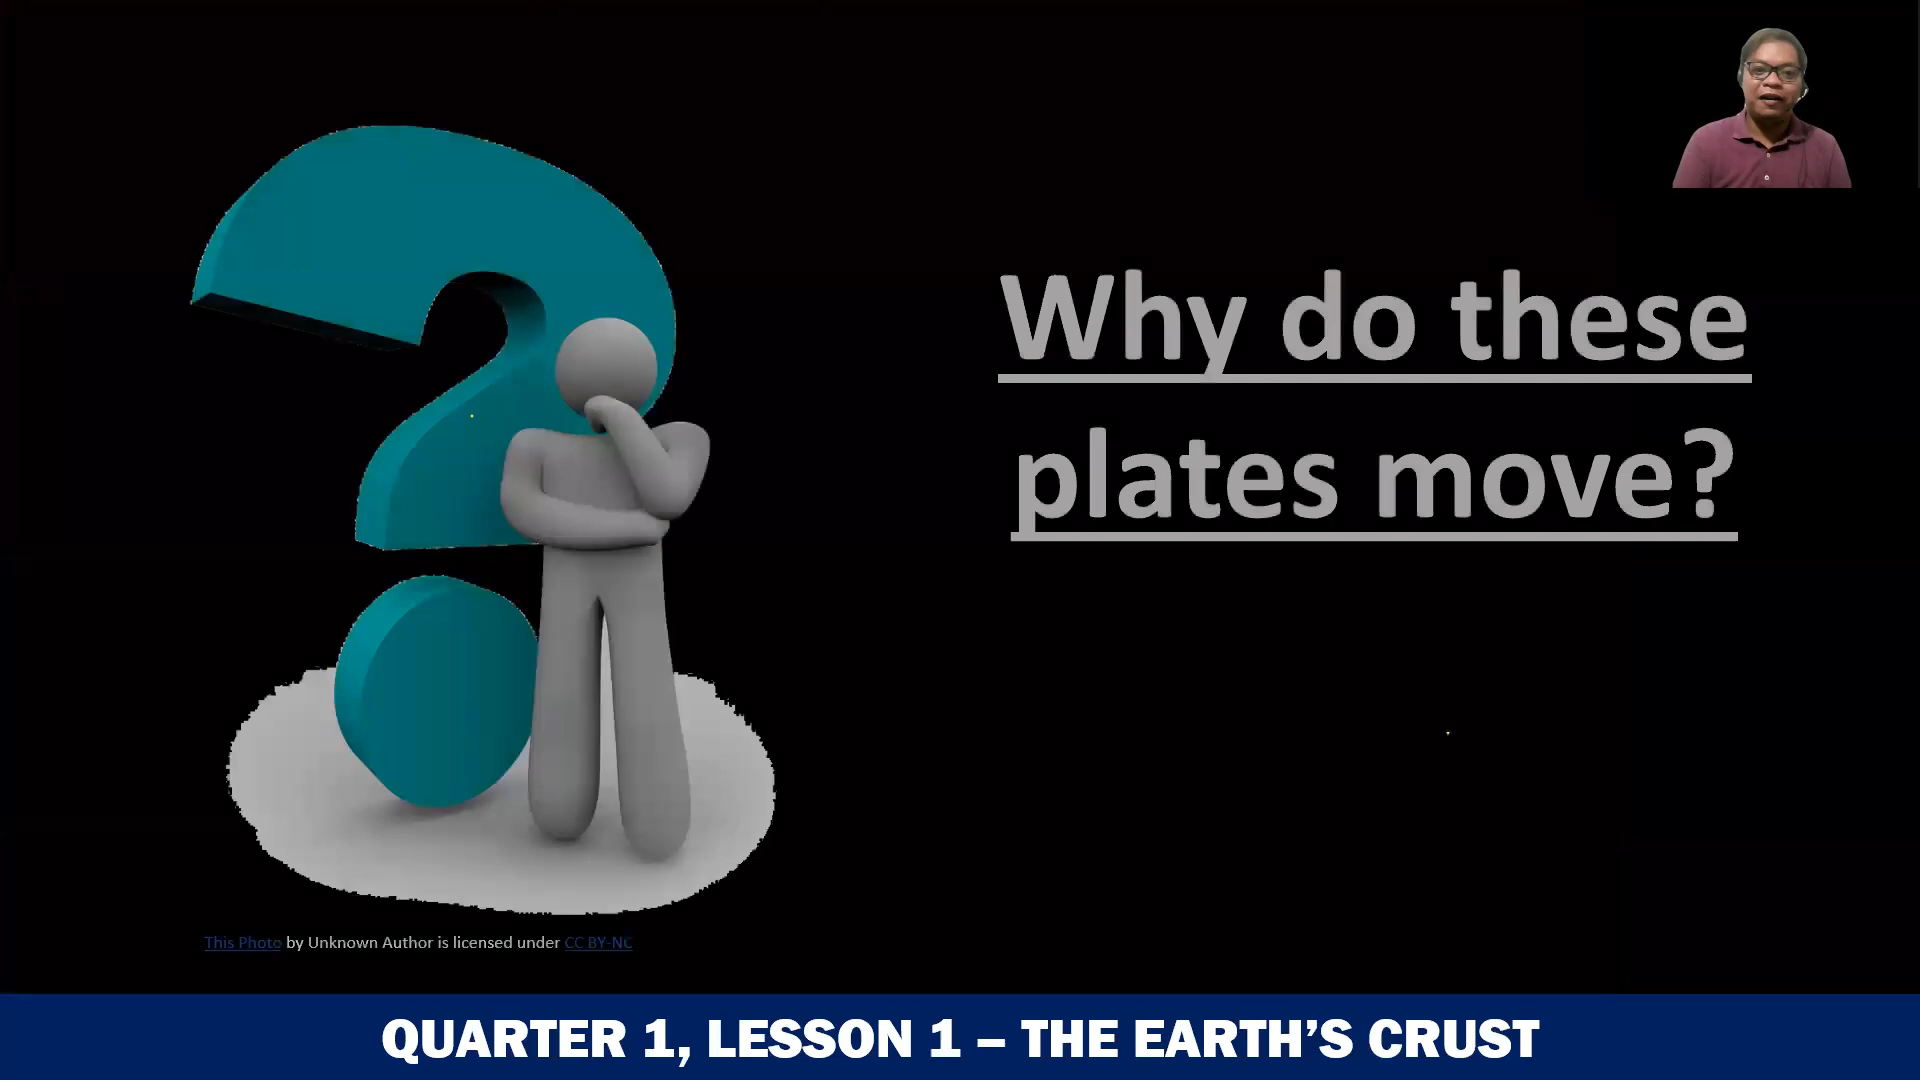 Why do these
plates move?
This Photo by Unknown Author is licensed under CC BY-NC
QUARTER 1, LESSON 1 – THE EARTH’S CRUST